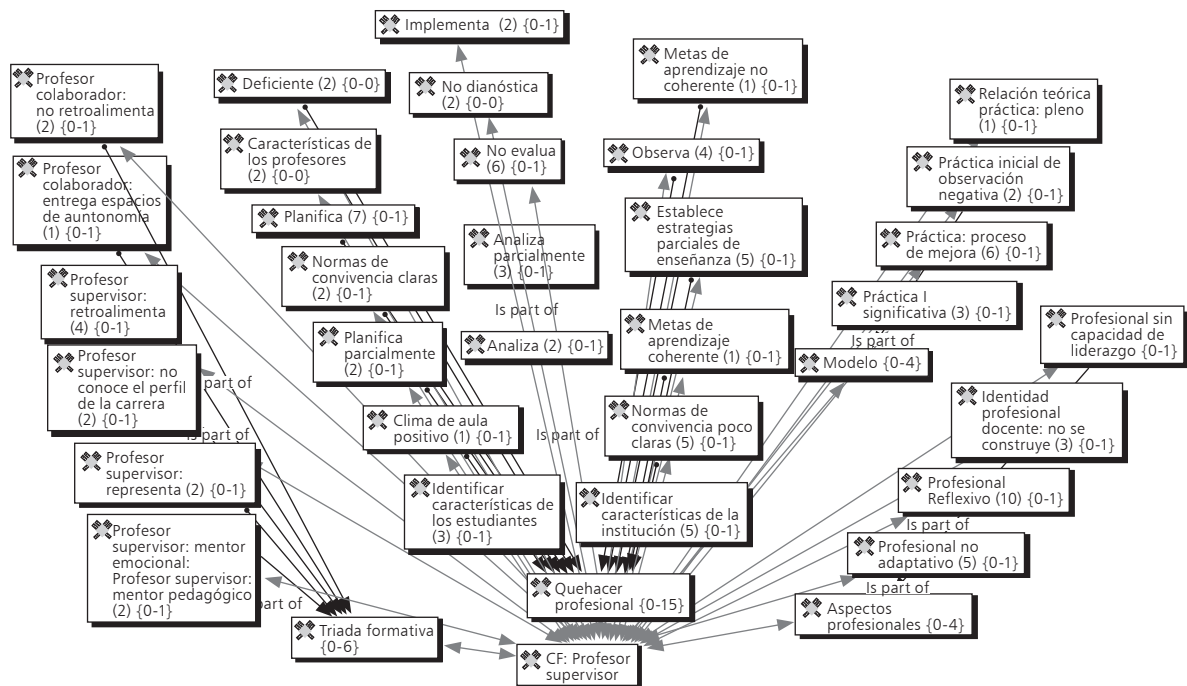 Implementa (2) {0-1}
Profesor
colaborador:
no retroalimenta
(2) {0-1}
Deficiente (2) {0-0}
No dianóstica
(2) {0-0}
Metas de
aprendizaje no
coherente (1) {0-1}
Relación teórica
práctica: pleno
(1) {0-1}
Características de
los profesores
(2) {0-0}
No evalua
(6) {0-1}
Observa (4) {0-1}
Práctica inicial de
observación
negativa (2) {0-1}
Profesor
colaborador:
entrega espacios
de auntonomía
(1) {0-1}
Planifica (7) {0-1}
Analiza
parcialmente
(3) {0-1}
Establece
estrategias
parciales de
enseñanza (5) {0-1}
Práctica: proceso
de mejora (6) {0-1}
Profesor
supervisor:
retroalimenta
(4) {0-1}
Normas de
convivencia claras
(2) {0-1}
Is part of
Práctica I
significativa (3) {0-1}
Profesional sin
capacidad de
liderazgo {0-1}
Profesor
supervisor: no
conoce el perfil
de la carrera
(2) {0-1}
part of
Planifica
parcialmente
(2) {0-1}
Analiza (2) {0-1}
Metas de
aprendizaje
coherente (1) {0-1}
Is part of
Modelo {0-4}
Is part of
Clima de aula
positivo (1) {0-1}
Is part of
Normas de
convivencia poco
claras (5) {0-1}
Identidad
profesional
docente: no se
construye (3) {0-1}
Profesor
supervisor:
representa (2) {0-1}
Identificar
características de
los estudiantes
(3) {0-1}
Identificar
características de la
institución (5) {0-1}
Profesional
Reflexivo (10) {0-1}
Is part of
Profesor
supervisor: mentor
emocional:
Profesor supervisor:
mentor pedagógico
(2) {0-1}
part of
Profesional no
adaptativo (5) {0-1}
Is part of
Quehacer
profesional {0-15}
Aspectos
profesionales {0-4}
Triada formativa
{0-6}
CF: Profesor
supervisor